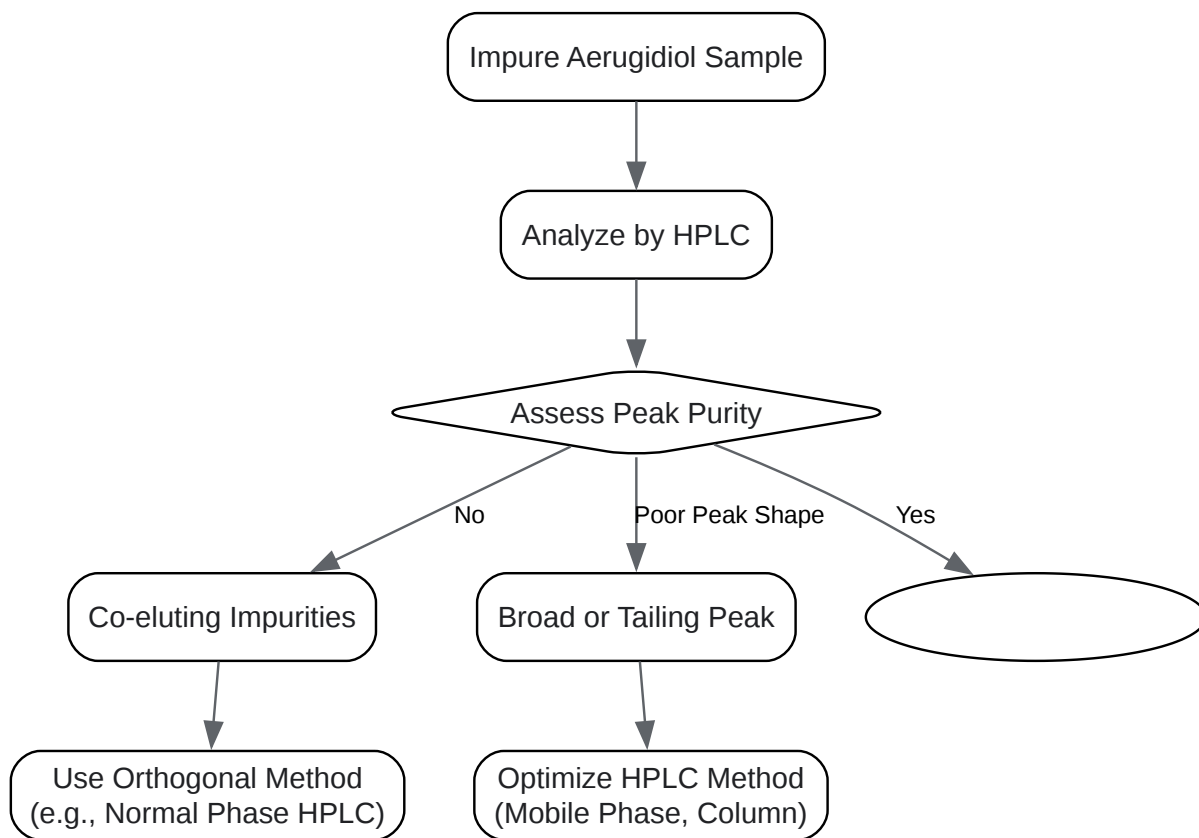 Impure Aerugidiol Sample
Analyze by HPLC
Assess Peak Purity
No
Poor Peak Shape
Yes
Co-eluting Impurities
Broad or Tailing Peak
Use Orthogonal Method
(e.g., Normal Phase HPLC)
Optimize HPLC Method
(Mobile Phase, Column)